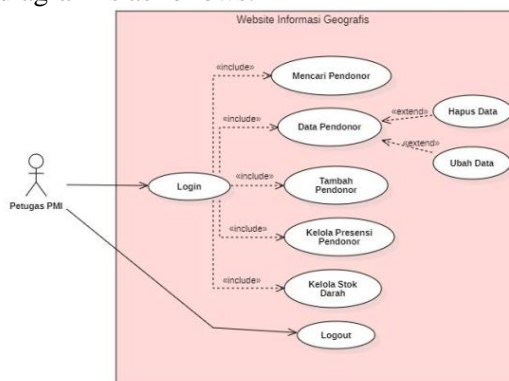 Website Informasi Geografis
«include»
Mencari Pendonor
«include»
Data Pendonor
«extend»
Hapus Data
«extend»
Ubah Data
Login
«include»
Tambah
Pendonor
Petugas PMI
Kelola Presensi
Pendonor
«include»
Kelola Stok
Darah
Logout